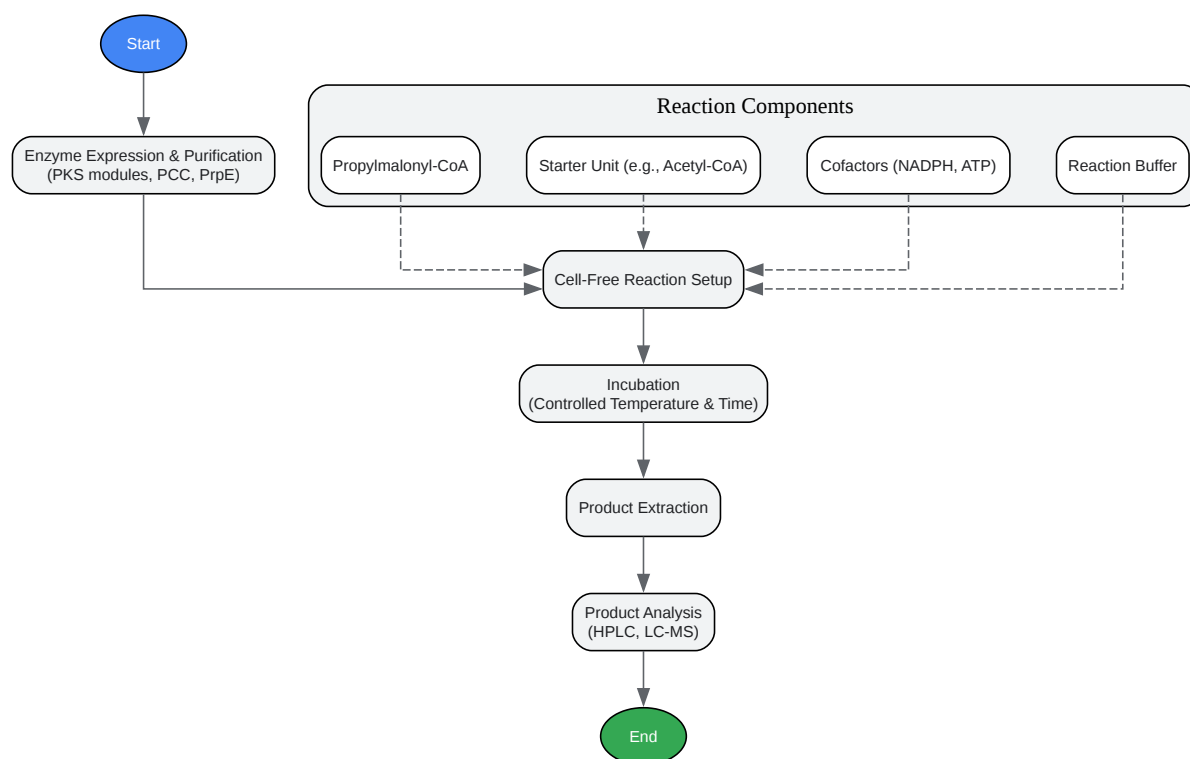 Start
Reaction Components
Enzyme Expression & Purification
(PKS modules, PCC, PrpE)
Propylmalonyl-CoA
Starter Unit (e.g., Acetyl-CoA)
Cofactors (NADPH, ATP)
Reaction Buffer
Cell-Free Reaction Setup
Incubation
(Controlled Temperature & Time)
Product Extraction
Product Analysis
(HPLC, LC-MS)
End